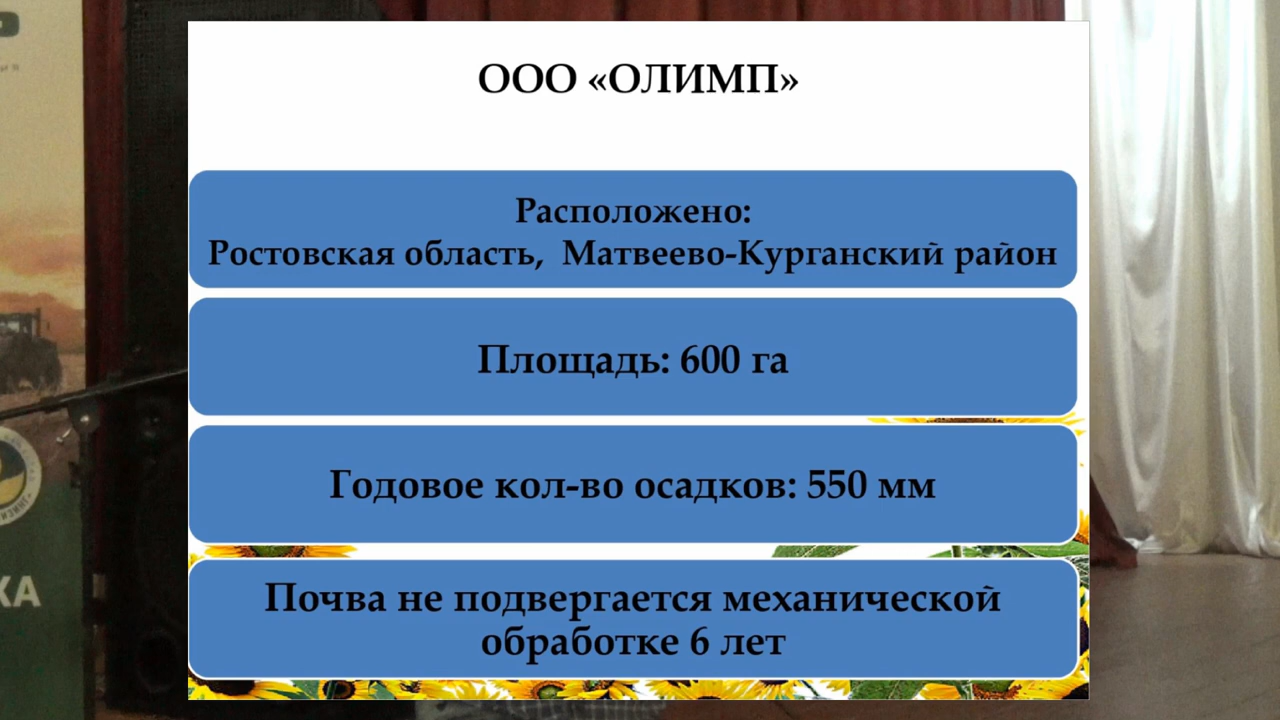 ООО «ОЛИМП»
Расположено:
Ростовская область, Матвеево-Курганский район
Площадь: 600 га
Годовое кол-во осадков: 550 мм
Почва не подвергается механической
обработке 6 лет